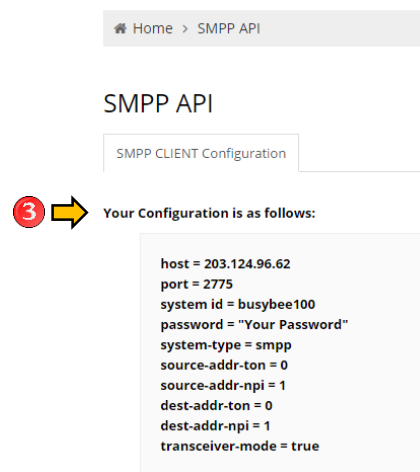 Home > SMPP API
SMPP API
SMPP CLIENT Configuration
3
Your Configuration is as follows:
host = 203.124.96.62
port = 2775
system id = busybee100
password = "Your Password"
system-type = smpp
source-addr-ton = 0
source-addr-npi = 1
dest-addr-ton = 0
dest-addr-npi = 1
transceiver-mode = true